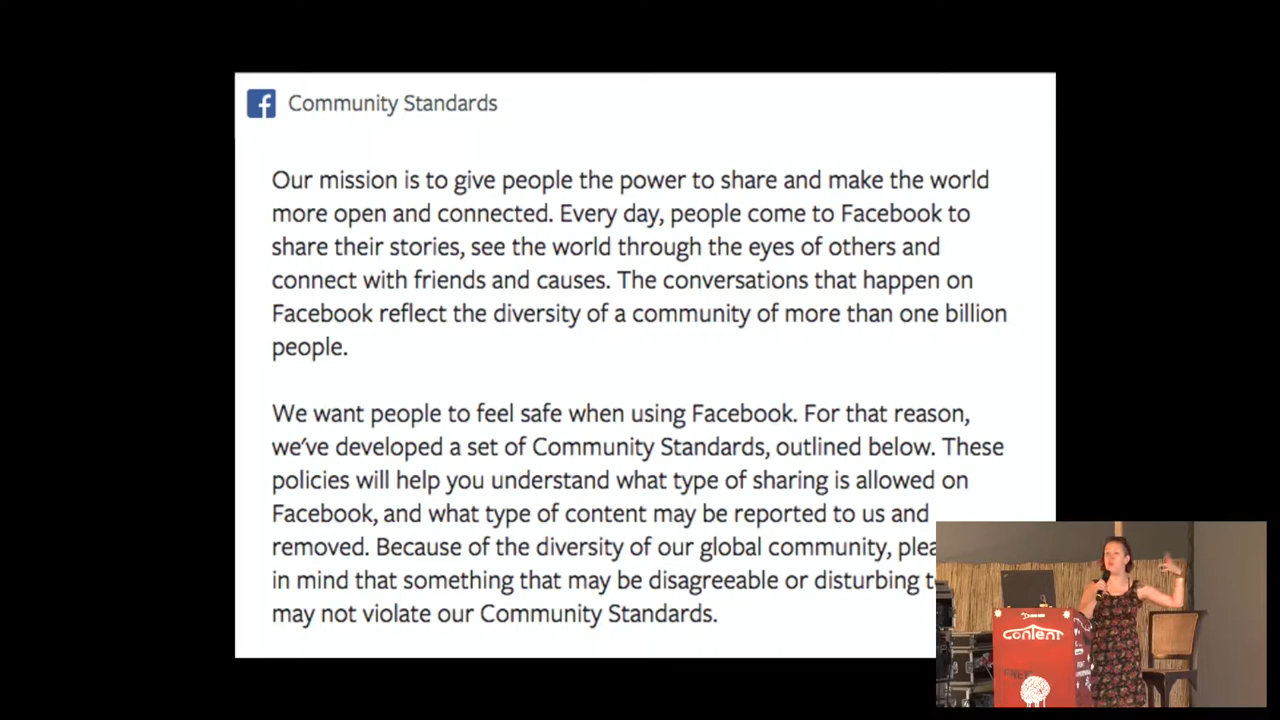 f Community Standards
Our mission is to give people the power to share and make the world
more open and connected. Every day, people come to Facebook to
share their stories, see the world through the eyes of others and
connect with friends and causes. The conversations that happen on
Facebook reflect the diversity of a community of more than one billion
people.
We want people to feel safe when using Facebook. For that reason,
we've developed a set of Community Standards, outlined below. These
policies will help you understand what type of sharing is allowed on
Facebook, and what type of content may be reported to us and
removed. Because of the diversity of our global community,
in mind that something that may be disagreeable or disturbing
may not violate our Community Standards.
content